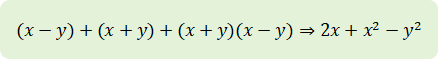 (x − y) + (x + y) + (x + y)(x − y) ⇒ 2x + x² − y²